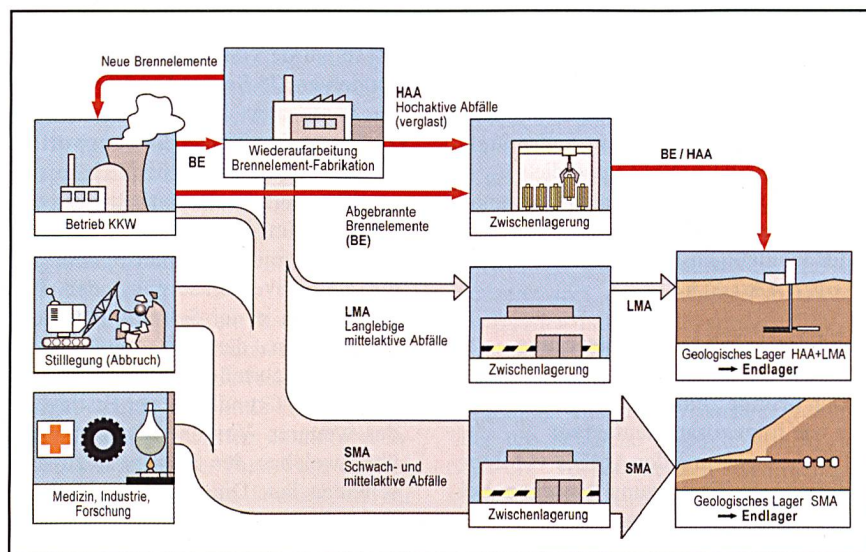 Neue Brennelemente
BE
Wiederaufarbeitung
Brennelement-Fabrikation
HAA
Hochaktive Abfälle
(verglast)
BE / HAA
Betrieb KKW
Abgebrannte
Brennelemente
(BE)
Zwischenlagerung
Stilllegung (Abbruch)
LMA
Langlebige
mittelaktive Abfälle
Zwischenlagerung
LMA
Geologisches Lager HAA+LMA
→ Endlager
Medizin, Industrie,
Forschung
SMA
Schwach- und
mittelaktive Abfälle
Zwischenlagerung
SMA
Geologisches Lager SMA
→ Endlager